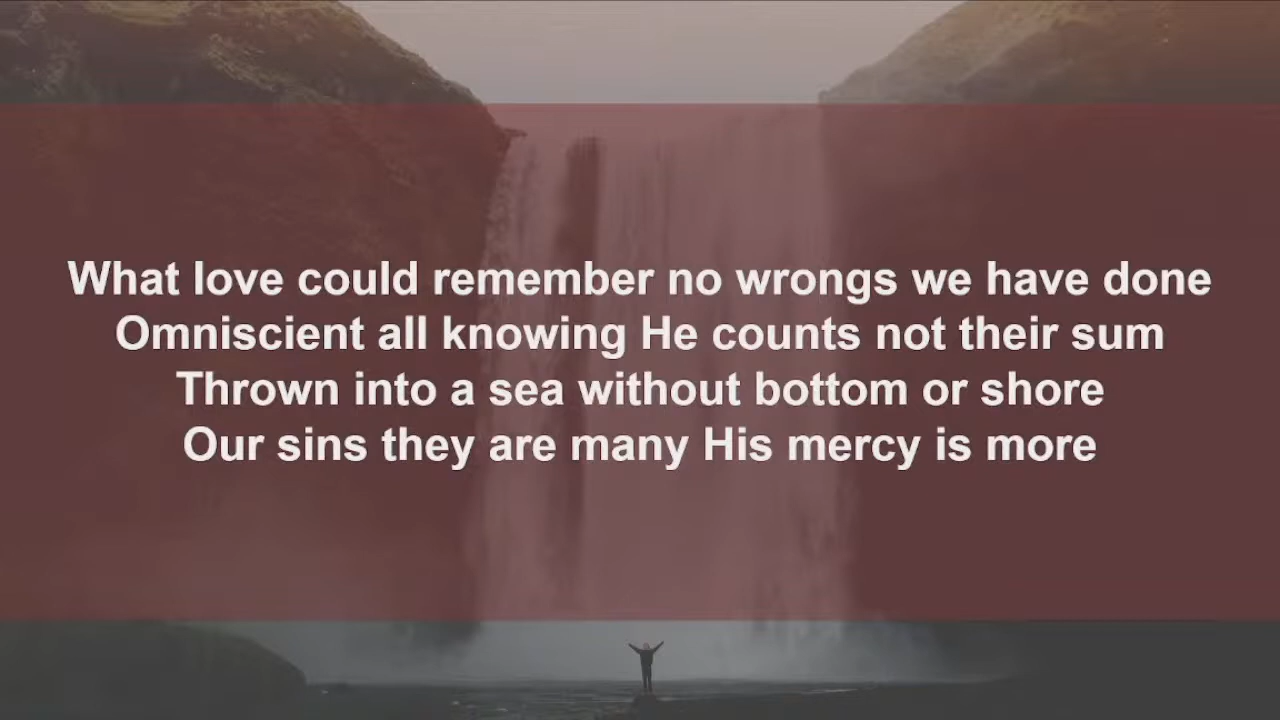 What love could remember no wrongs we have done
Omniscient all knowing He counts not their sum
Thrown into a sea without bottom or shore
Our sins they are many His mercy is more